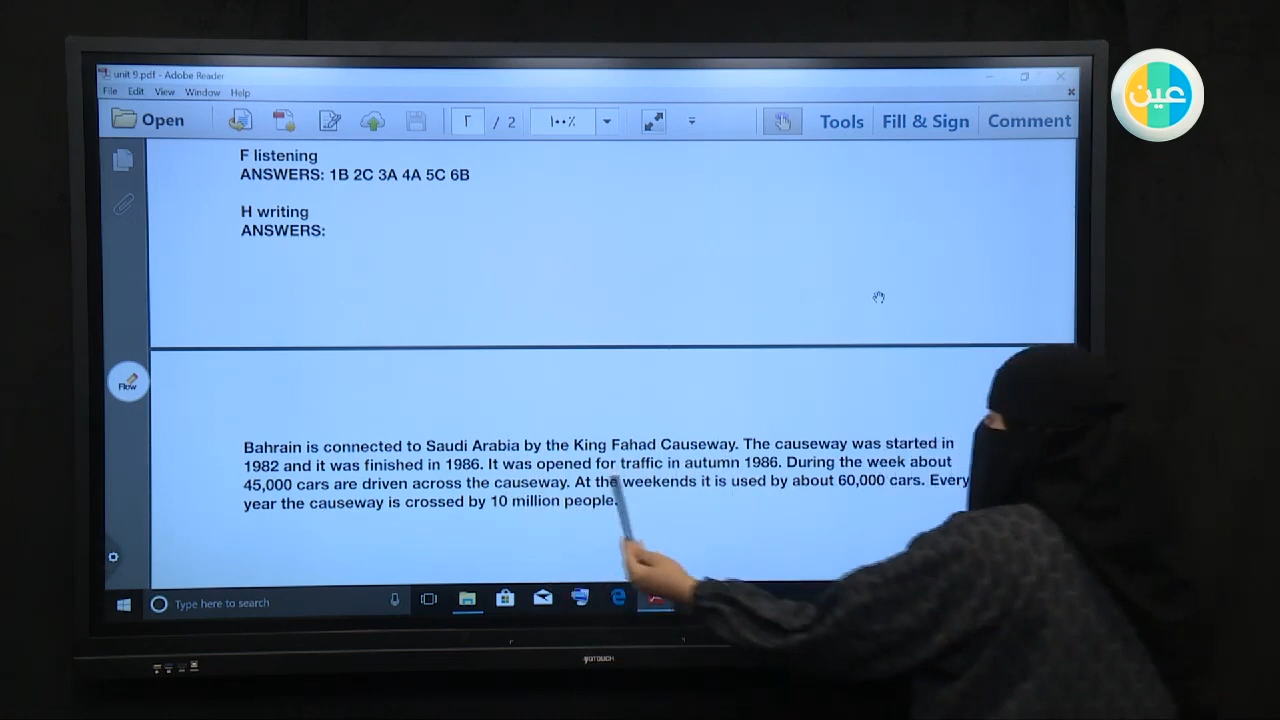 unit 9.pdf - Adobe Reader
File Edit View Window Help
Open ٢ / 2 ١٠٠٪ Tools Fill & Sign Comment
عين
F listening
ANSWERS: 1B 2C 3A 4A 5C 6B
H writing
ANSWERS:
Flow
Bahrain is connected to Saudi Arabia by the King Fahad Causeway. The causeway was started in
1982 and it was finished in 1986. It was opened for traffic in autumn 1986. During the week about
45,000 cars are driven across the causeway. At the weekends it is used by about 60,000 cars. Every
year the causeway is crossed by 10 million people.
Type here to search